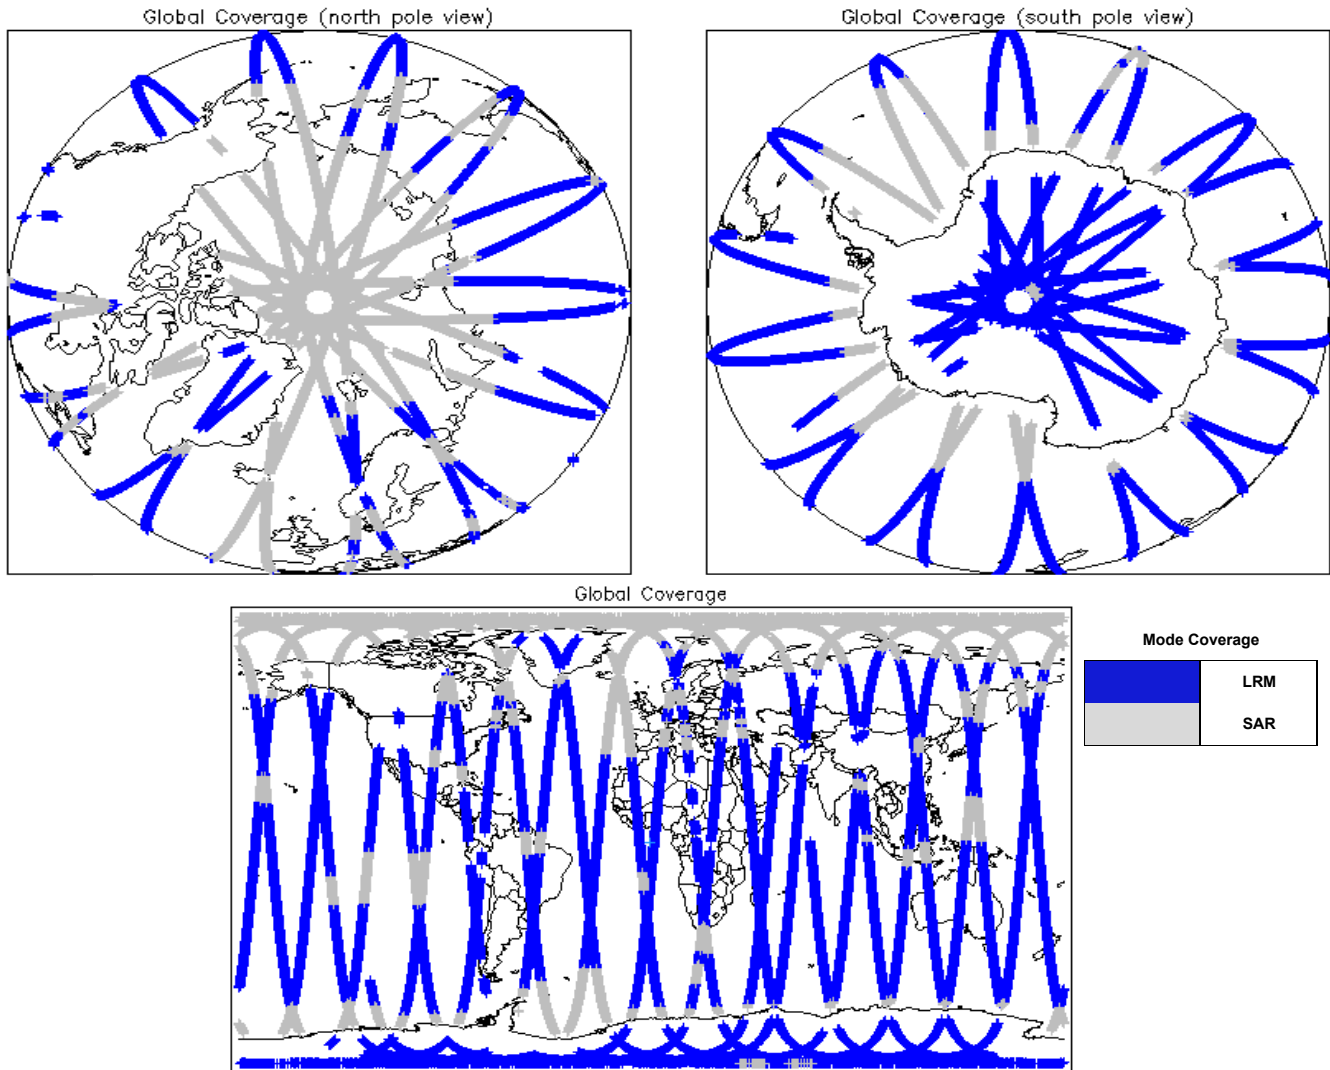 Global Coverage (north pole view)
Global Coverage (south pole view)
Global Coverage
Mode Coverage
LRM
SAR